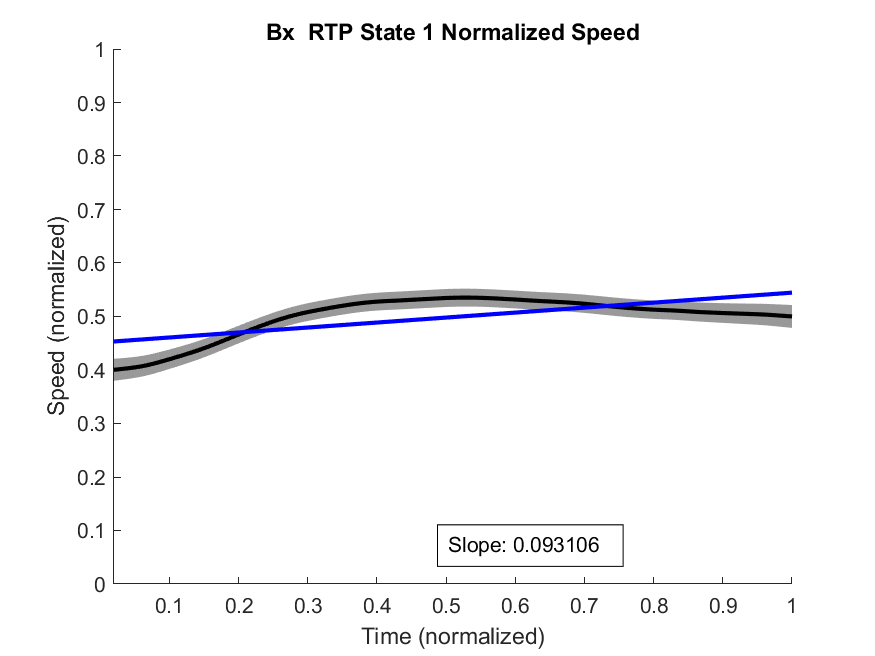 Bx  RTP State 1 Normalized Speed
1
0.9
0.8
0.7
0.6
0.5
0.4
0.3
0.2
0.1
0
Speed (normalized)
Slope: 0.093106
0.1 0.2 0.3 0.4 0.5 0.6 0.7 0.8 0.9 1
Time (normalized)